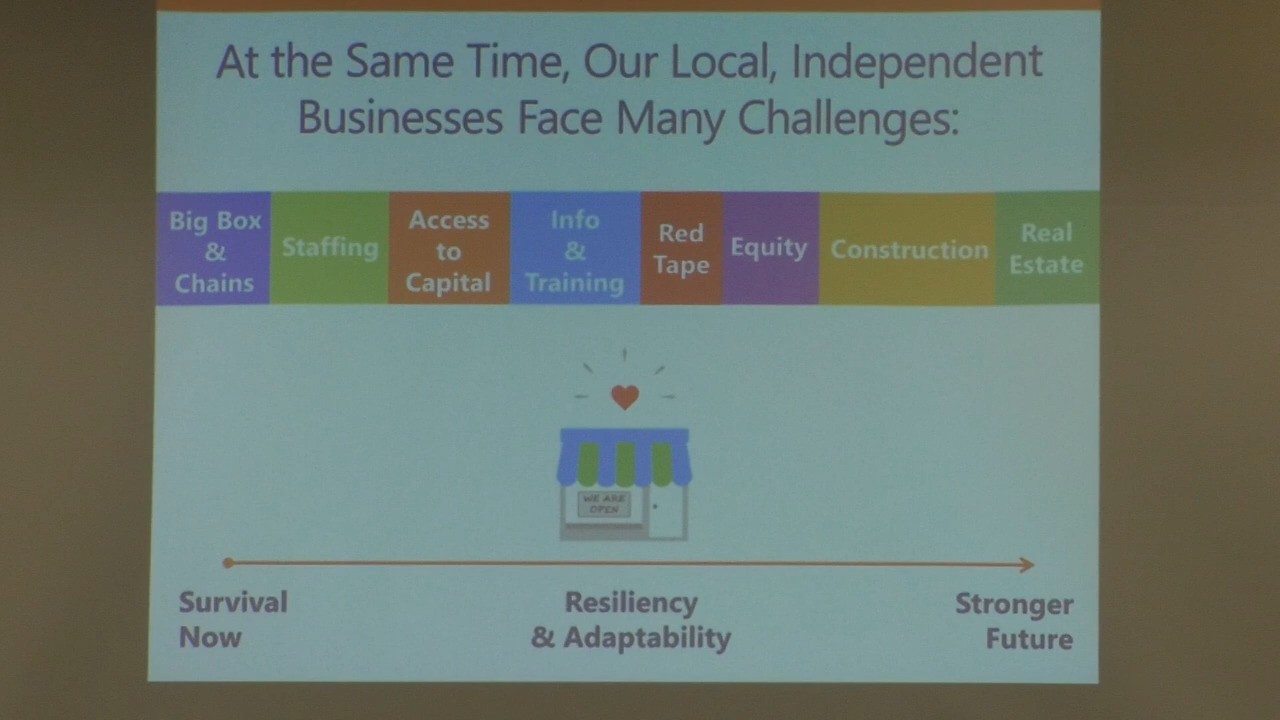 At the Same Time, Our Local, Independent
Businesses Face Many Challenges:
Big Box
&
Chains
Staffing
Access
to
Capital
Info
&
Training
Red
Tape
Equity
Construction
Real
Estate
WE ARE
OPEN
Survival
Now
Resiliency
& Adaptability
Stronger
Future